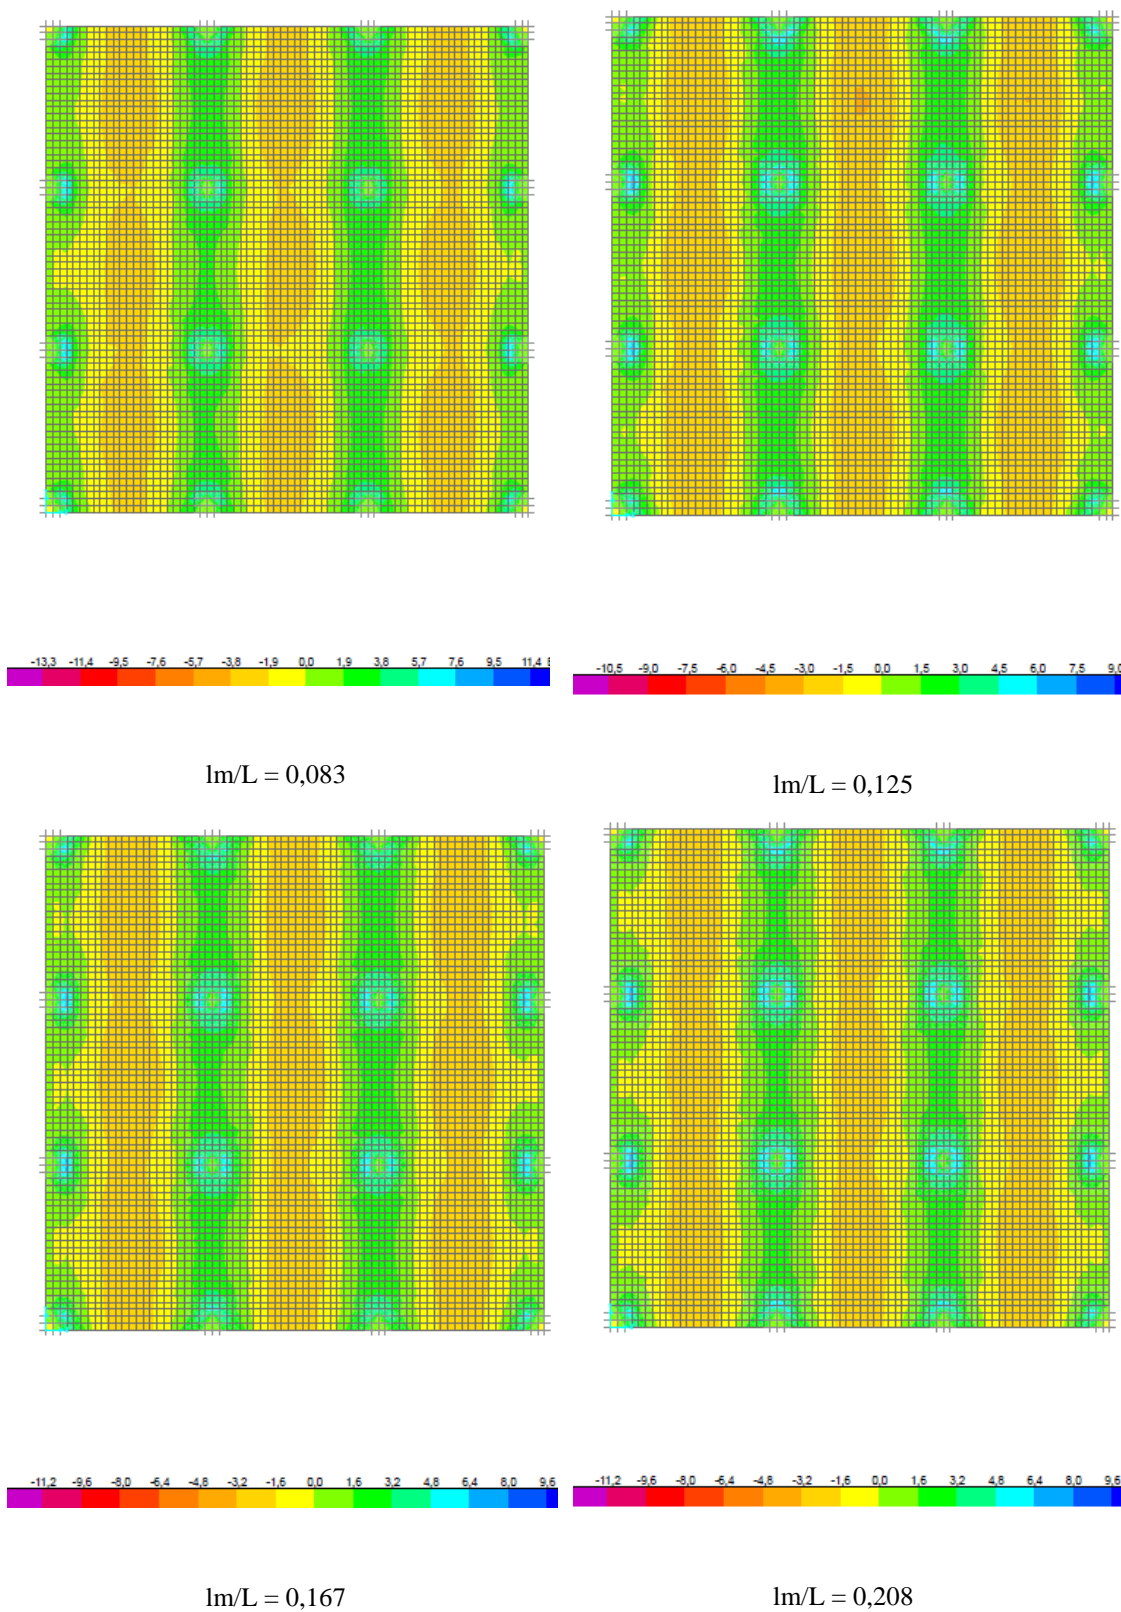 -13,3 -11,4 -9,5 -7,6 -5,7 -3,8 -1,9 0,0 1,9 3,8 5,7 7,6 9,5 11,4
-10,5 -9,0 -7,5 -6,0 -4,5 -3,0 -1,5 0,0 1,5 3,0 4,5 6,0 7,5 9,0
lm/L = 0,083
lm/L = 0,125
-11,2 -9,6 -8,0 -6,4 -4,8 -3,2 -1,6 0,0 1,6 3,2 4,8 6,4 8,0 9,6
-11,2 -9,6 -8,0 -6,4 -4,8 -3,2 -1,6 0,0 1,6 3,2 4,8 6,4 8,0 9,6
lm/L = 0,167
lm/L = 0,208